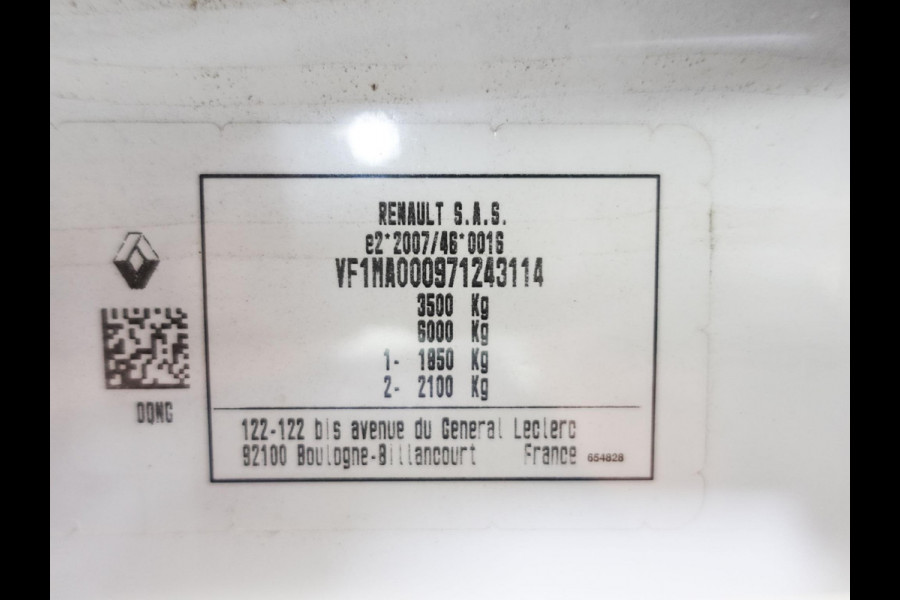 RENAULT S.A.S.
e2*2007/46*0016
VF1MA000971243114
3500 Kg
6000 Kg
1- 1850 Kg
2- 2100 Kg
DQNG
122-122 bis avenue du General Leclerc
92100 Boulogne-Billancourt France 654828